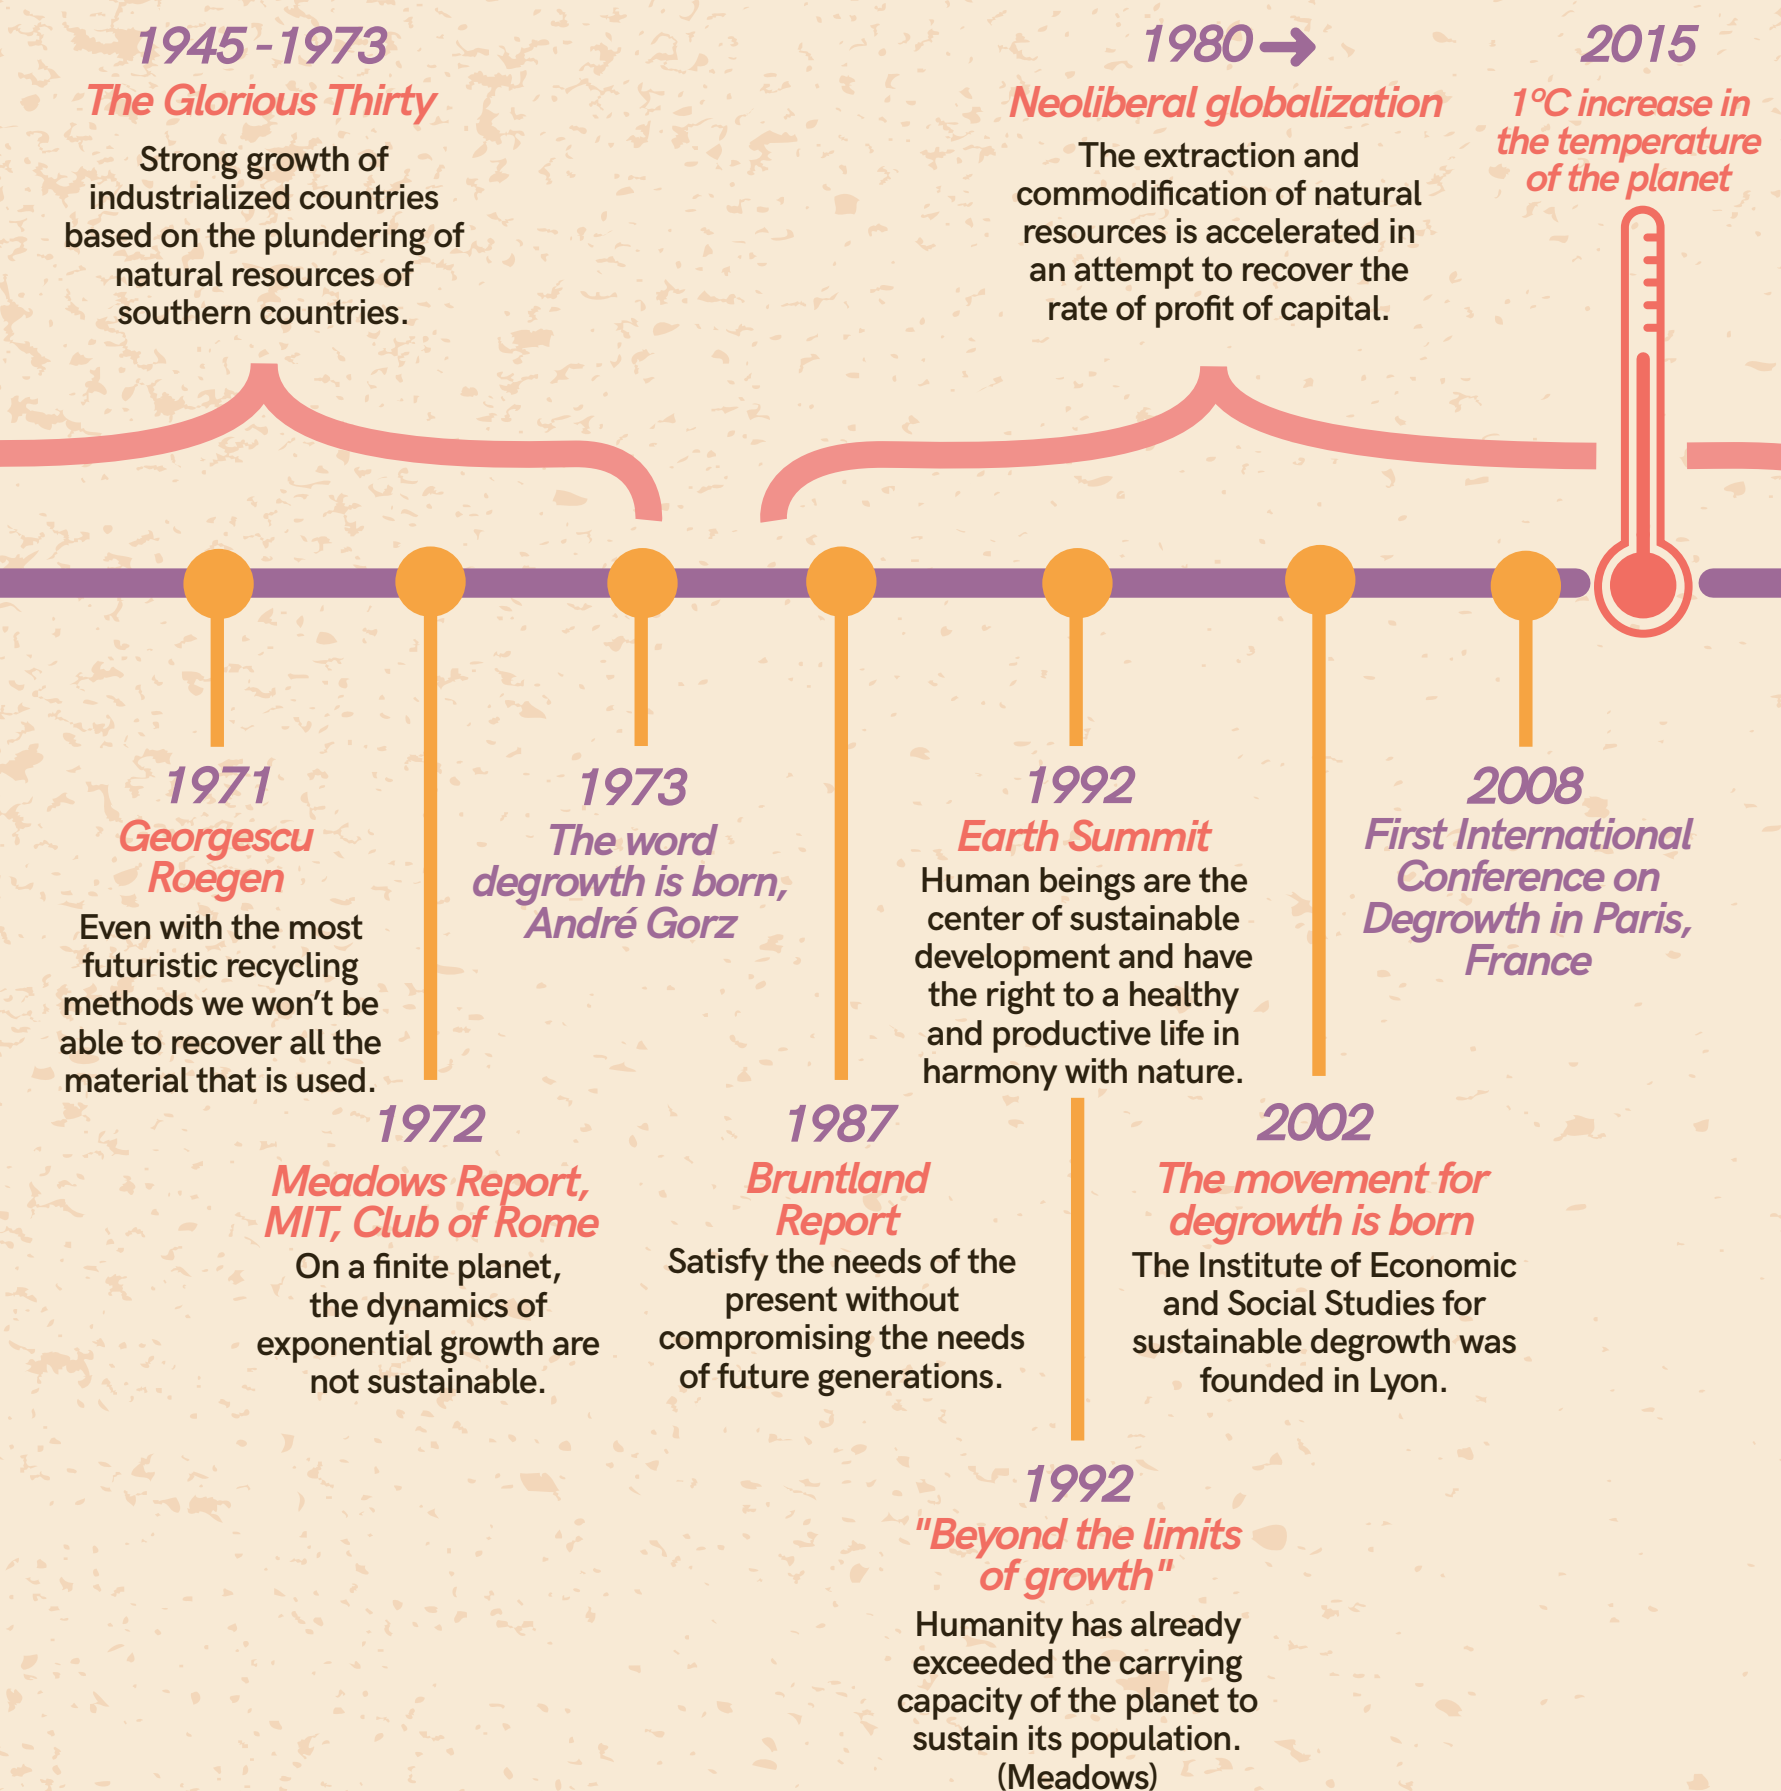 1945 - 1973
The Glorious Thirty
Strong growth of
industrialized countries
based on the plundering of
natural resources of
southern countries.
1980
Neoliberal globalization
The extraction and
commodification of natural
resources is accelerated in
an attempt to recover the
rate of profit of capital.
2015
1ºC increase in
the temperature
of the planet
1971
Georgescu
Roegen
Even with the most
futuristic recycling
methods we won't be
able to recover all the
material that is used.
1972
Meadows Report,
MIT, Club of Rome
On a finite planet,
the dynamics of
exponential growth are
not sustainable.
1973
The word
degrowth is born,
André Gorz
1987
Bruntland
Report
Satisfy the needs of the
present without
compromising the needs
of future generations.
1992
Earth Summit
Human beings are the
center of sustainable
development and have
the right to a healthy
and productive life in
harmony with nature.
1992
"Beyond the limits
of growth"
Humanity has already
exceeded the carrying
capacity of the planet to
sustain its population.
(Meadows)
2002
The movement for
degrowth is born
The Institute of Economic
and Social Studies for
sustainable degrowth was
founded in Lyon.
2008
First International
Conference on
Degrowth in Paris,
France